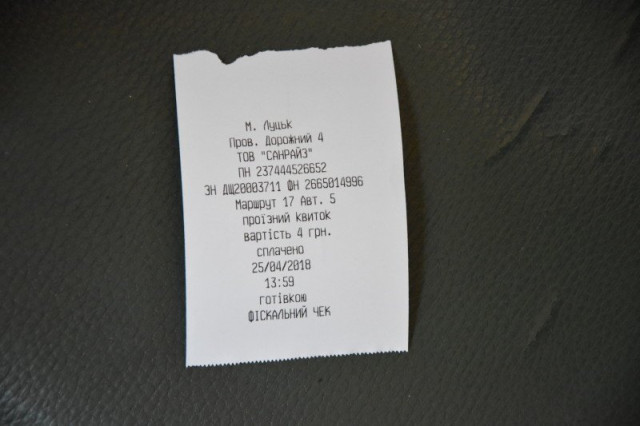 М. Луцьк
Пров. Дорожний 4
ТОВ "САНРАЙЗ"
ПН 237444526652
ЗН ДЩ20003711 ФН 2665014996
Маршрут 17 Авт. 5
проїзний квиток
вартість 4 грн.
сплачено
25/04/2018
13:59
готівкою
ФІСКАЛЬНИЙ ЧЕК